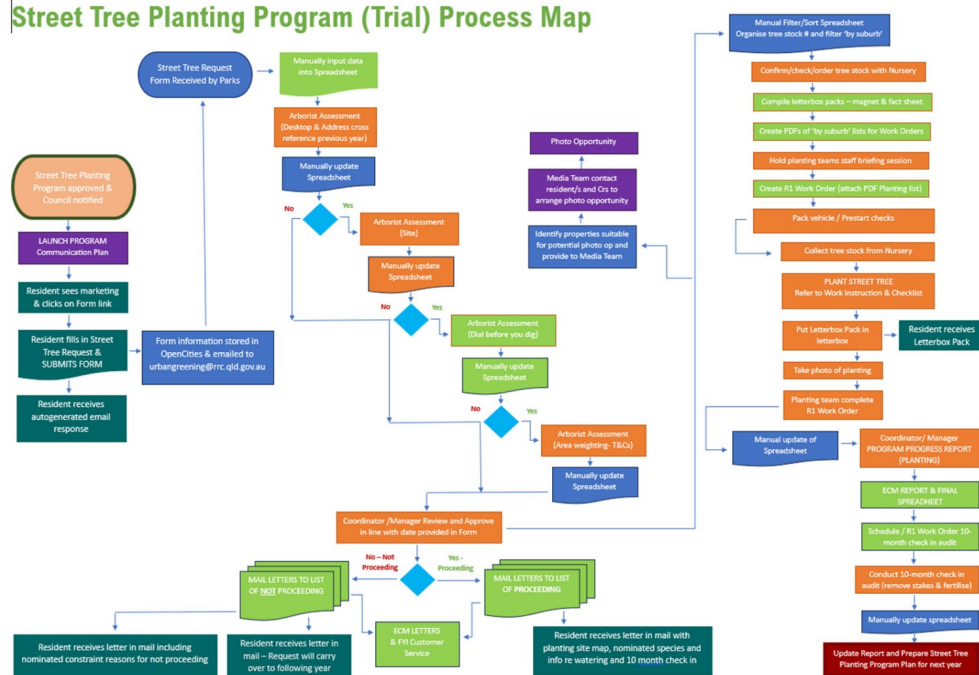 Street Tree Planting Program (Trial) Process Map
Street Tree Planting
Program approved &
Council notified
LAUNCH PROGRAM
Communication Plan
Resident sees marketing
& clicks on Form link
Resident fills in Street
Tree Request &
SUBMITS FORM
Resident receives
autogenerated email
response
Form information stored in
OpenCities & emailed to
urbangreening@rrc.qld.gov.au
Street Tree Request
Form Received by Parks
Manually input data
into Spreadsheet
Arborist Assessment
(Desktop & Address cross
reference previous year)
Manually update
Spreadsheet
No
Yes
Arborist Assessment
(Site)
Manually update
Spreadsheet
No
Yes
Arborist Assessment
(Dial before you dig)
Manually update
Spreadsheet
No
Yes
Arborist Assessment
(Area weighting- T&Cs)
Manually update
Spreadsheet
Coordinator /Manager Review and Approve
in line with date provided in Form
No – Not
Proceeding
Yes -
Proceeding
MAIL LETTERS TO LIST
OF NOT PROCEEDING
MAIL LETTERS TO LIST
OF PROCEEDING
ECM LETTERS
& FYI Customer
Service
Resident receives letter in mail including
nominated constraint reasons for not proceeding
Resident receives letter in
mail – Request will carry
over to following year
Resident receives letter in mail with
planting site map, nominated species and
info re watering and 10 month check in
Photo Opportunity
Media Team contact
resident/s and Crs to
arrange photo opportunity
Identify properties suitable
for potential photo op and
provide to Media Team
Manual Filter/Sort Spreadsheet
Organise tree stock # and filter 'by suburb'
Confirm/check/order tree stock with Nursery
Compile letterbox packs – magnet & fact sheet
Create PDFs of 'by suburb' lists for Work Orders
Hold planting teams staff briefing session
Create R1 Work Order (attach PDF Planting list)
Pack vehicle / Prestart checks
Collect tree stock from Nursery
PLANT STREET TREE
Refer to Work Instruction & Checklist
Put Letterbox Pack in
letterbox
Resident receives
Letterbox Pack
Take photo of planting
Planting team complete
R1 Work Order
Manual update of
Spreadsheet
Coordinator/ Manager
PROGRAM PROGRESS REPORT
(PLANTING)
ECM REPORT & FINAL
SPREADHEET
Schedule / R1 Work Order 10-
month check in audit
Conduct 10-month check in
audit (remove stakes & fertilise)
Manually update spreadsheet
Update Report and Prepare Street Tree
Planting Program Plan for next year